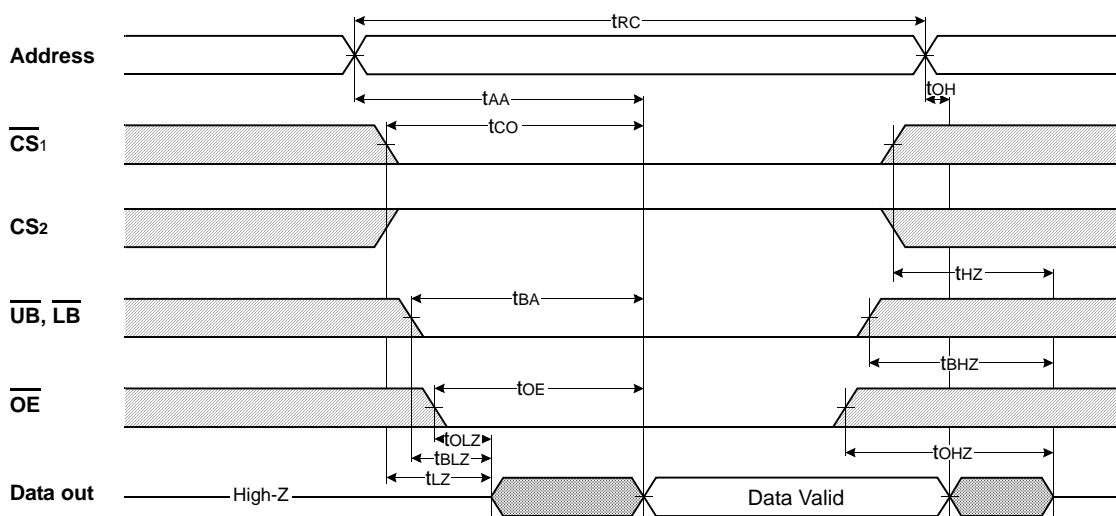 tRC
Address
tOH
tAA
tCO
CS1
CS2
tHZ
tBA
UB, LB
tBHZ
tOE
OE
tOLZ
tOHZ
tBLZ
tLZ
Data out
High-Z
Data Valid